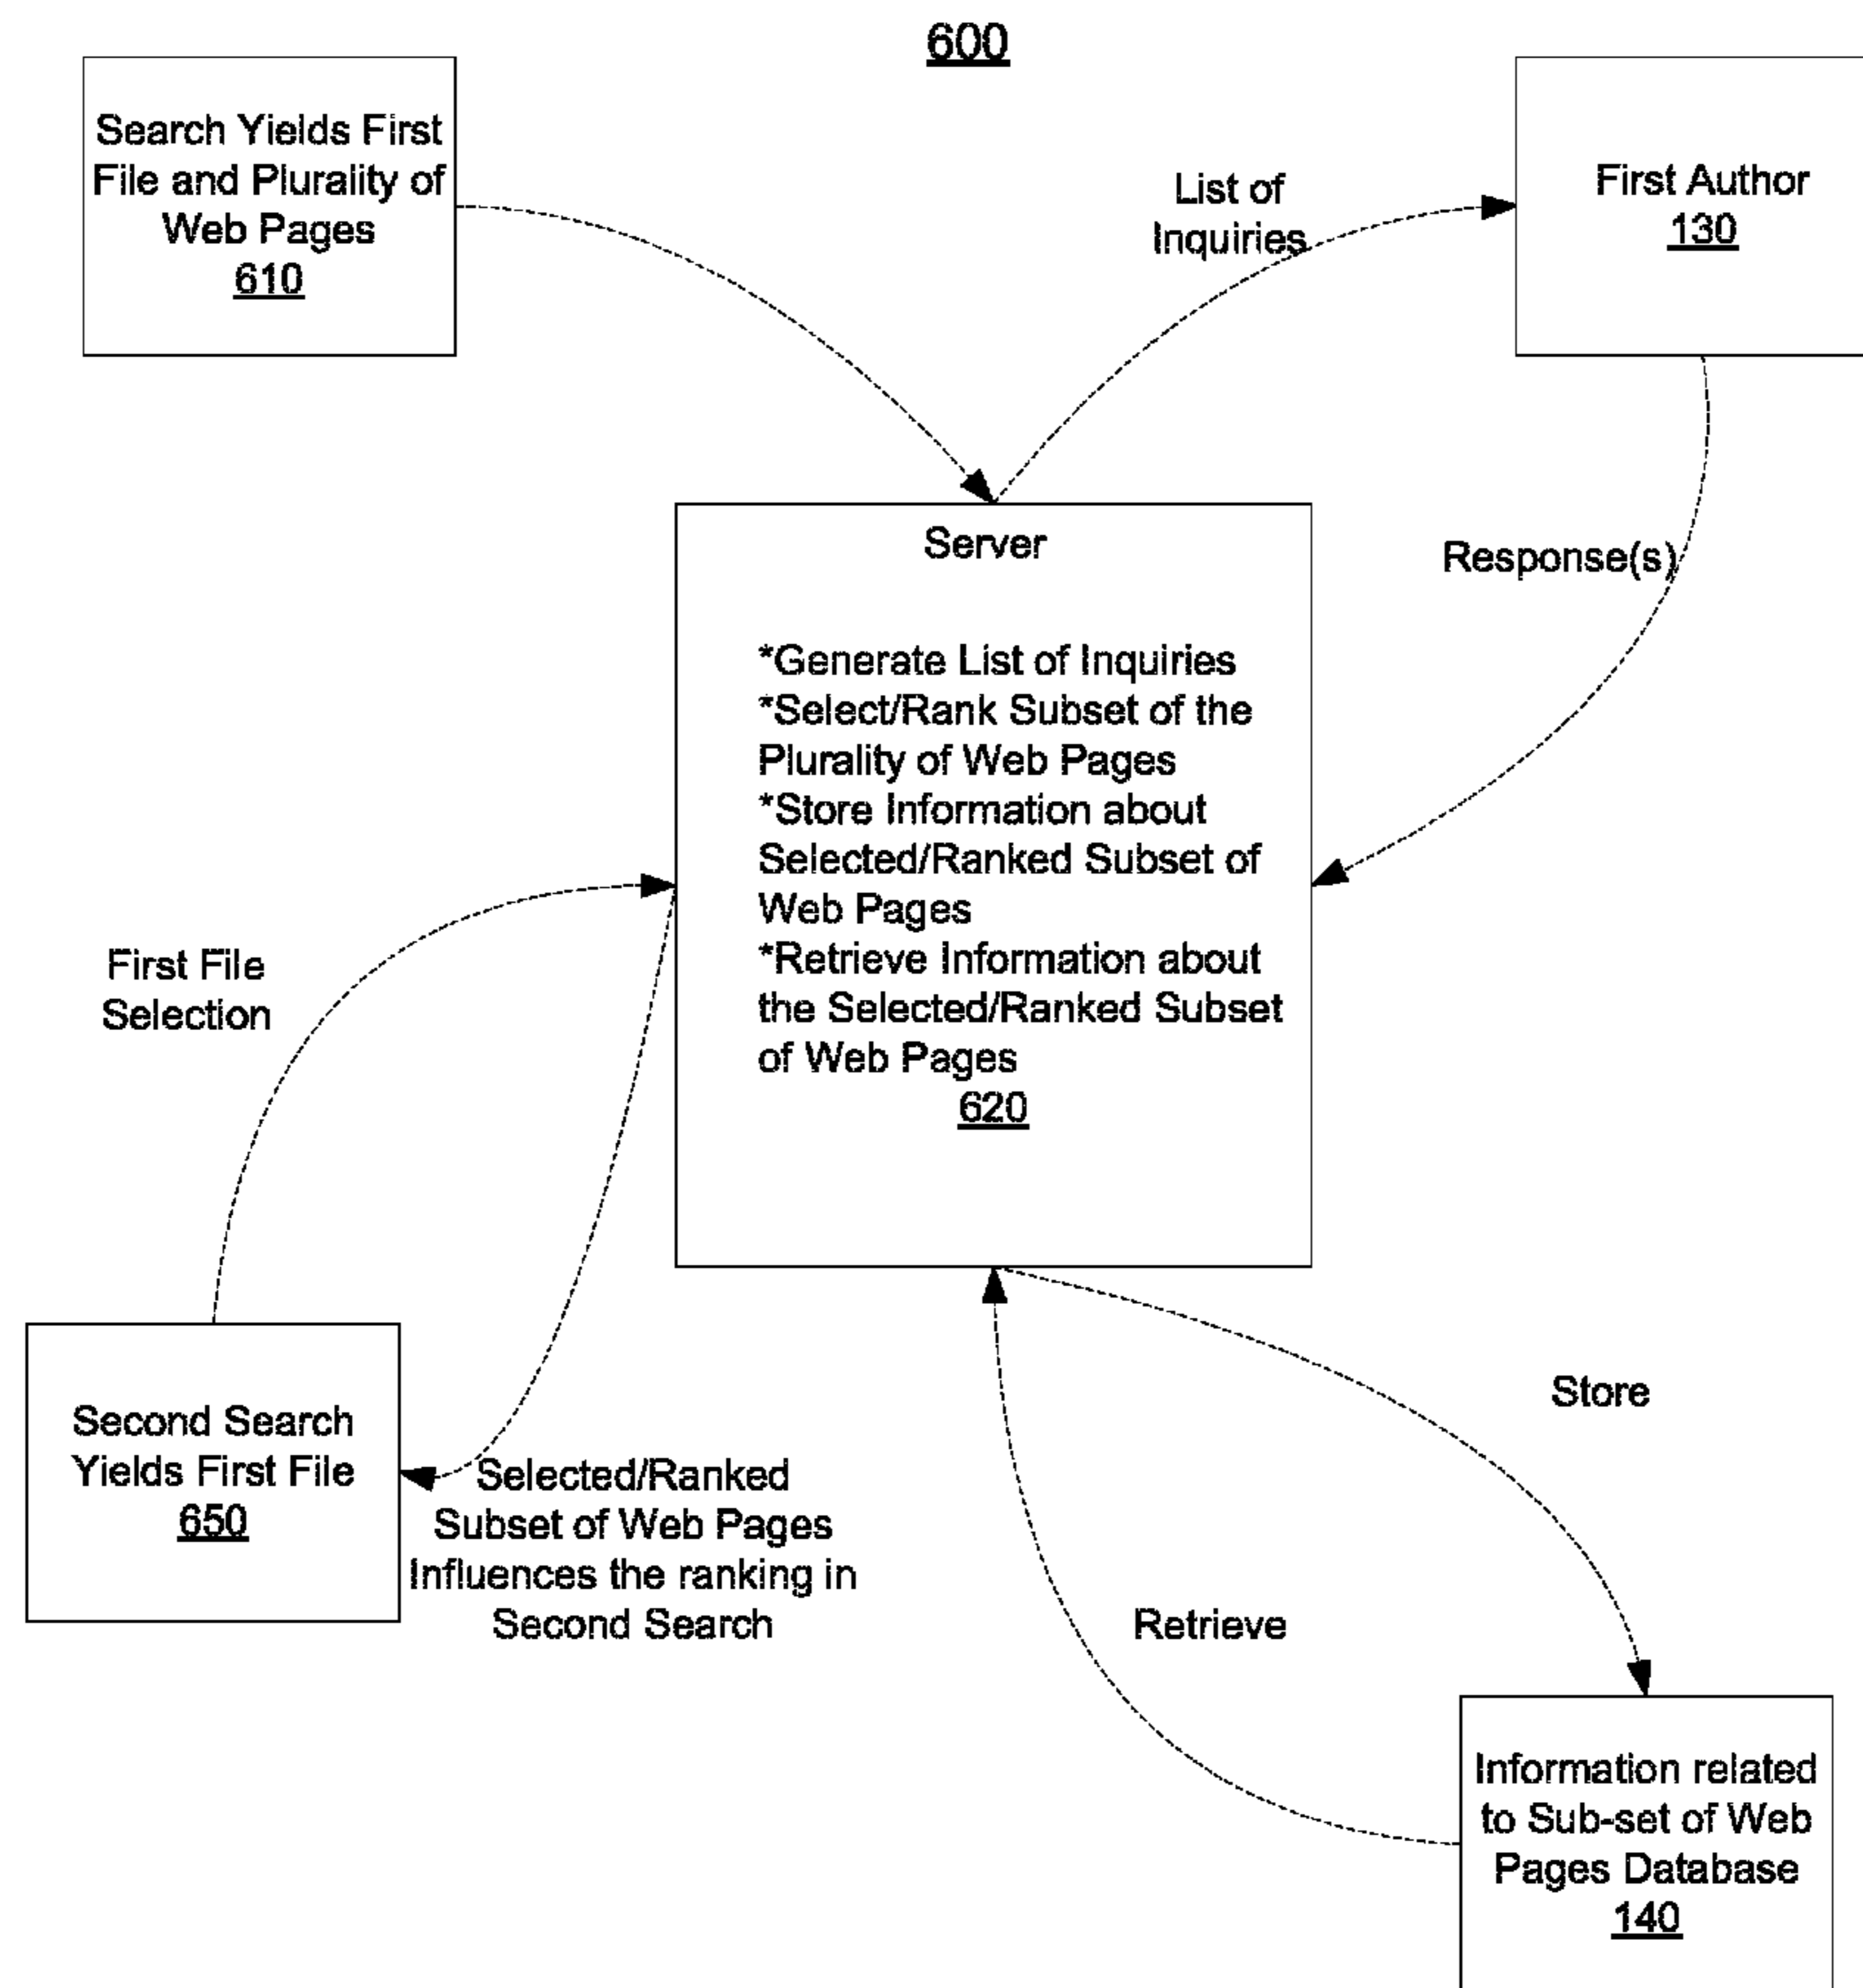 600
Search Yields First
File and Plurality of
Web Pages
610
List of
Inquiries
First Author
130
Response(s)
Server
*Generate List of Inquiries
*Select/Rank Subset of the
Plurality of Web Pages
*Store Information about
Selected/Ranked Subset of
Web Pages
*Retrieve Information about
the Selected/Ranked Subset
of Web Pages
620
First File
Selection
Second Search
Yields First File
650
Selected/Ranked
Subset of Web Pages
Influences the ranking in
Second Search
Store
Retrieve
Information related
to Sub-set of Web
Pages Database
140